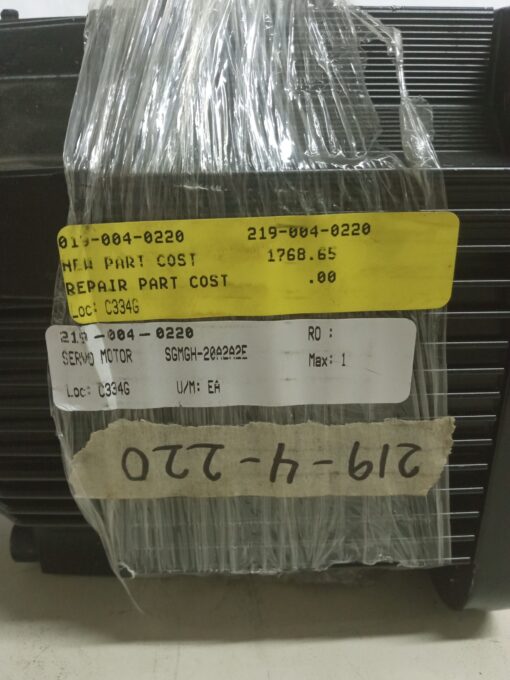 019-004-0220 219-004-0220
NEW PART COST 1768.65
REPAIR PART COST .00
Loc: C334G
219-004-0220 RO :
SERVO MOTOR SGMGH-20A2A2E Max: 1
Loc: C334G U/M: EA
219-4-220